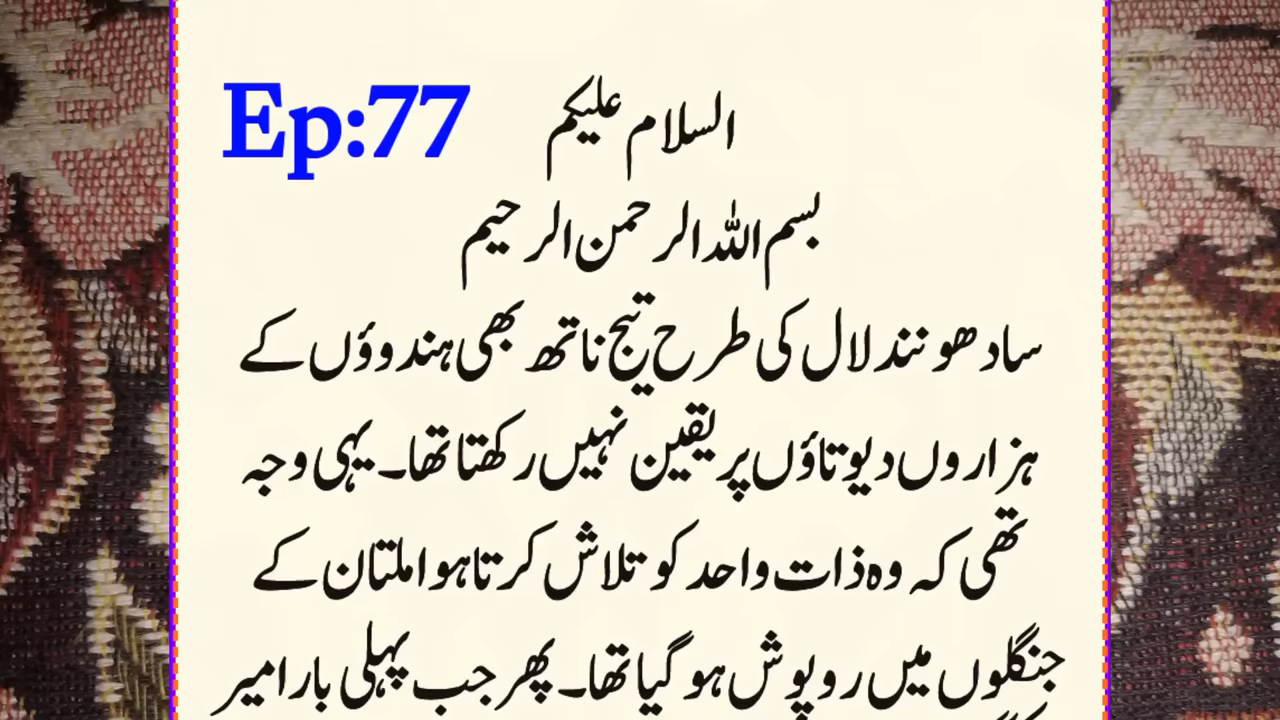 Ep:77
السلام علیکم
بسم اللہ الرحمن الرحیم
سادھو نند لال کی طرح تیج ناتھ بھی ہندوؤں کے
ہزاروں دیوتاؤں پر یقین نہیں رکھتا تھا۔ یہی وجہ
تھی کہ وہ ذات واحد کو تلاش کرتا ہوا ملتان کے
جنگلوں میں روپوش ہو گیا تھا۔ پھر جب پہلی بار امیر